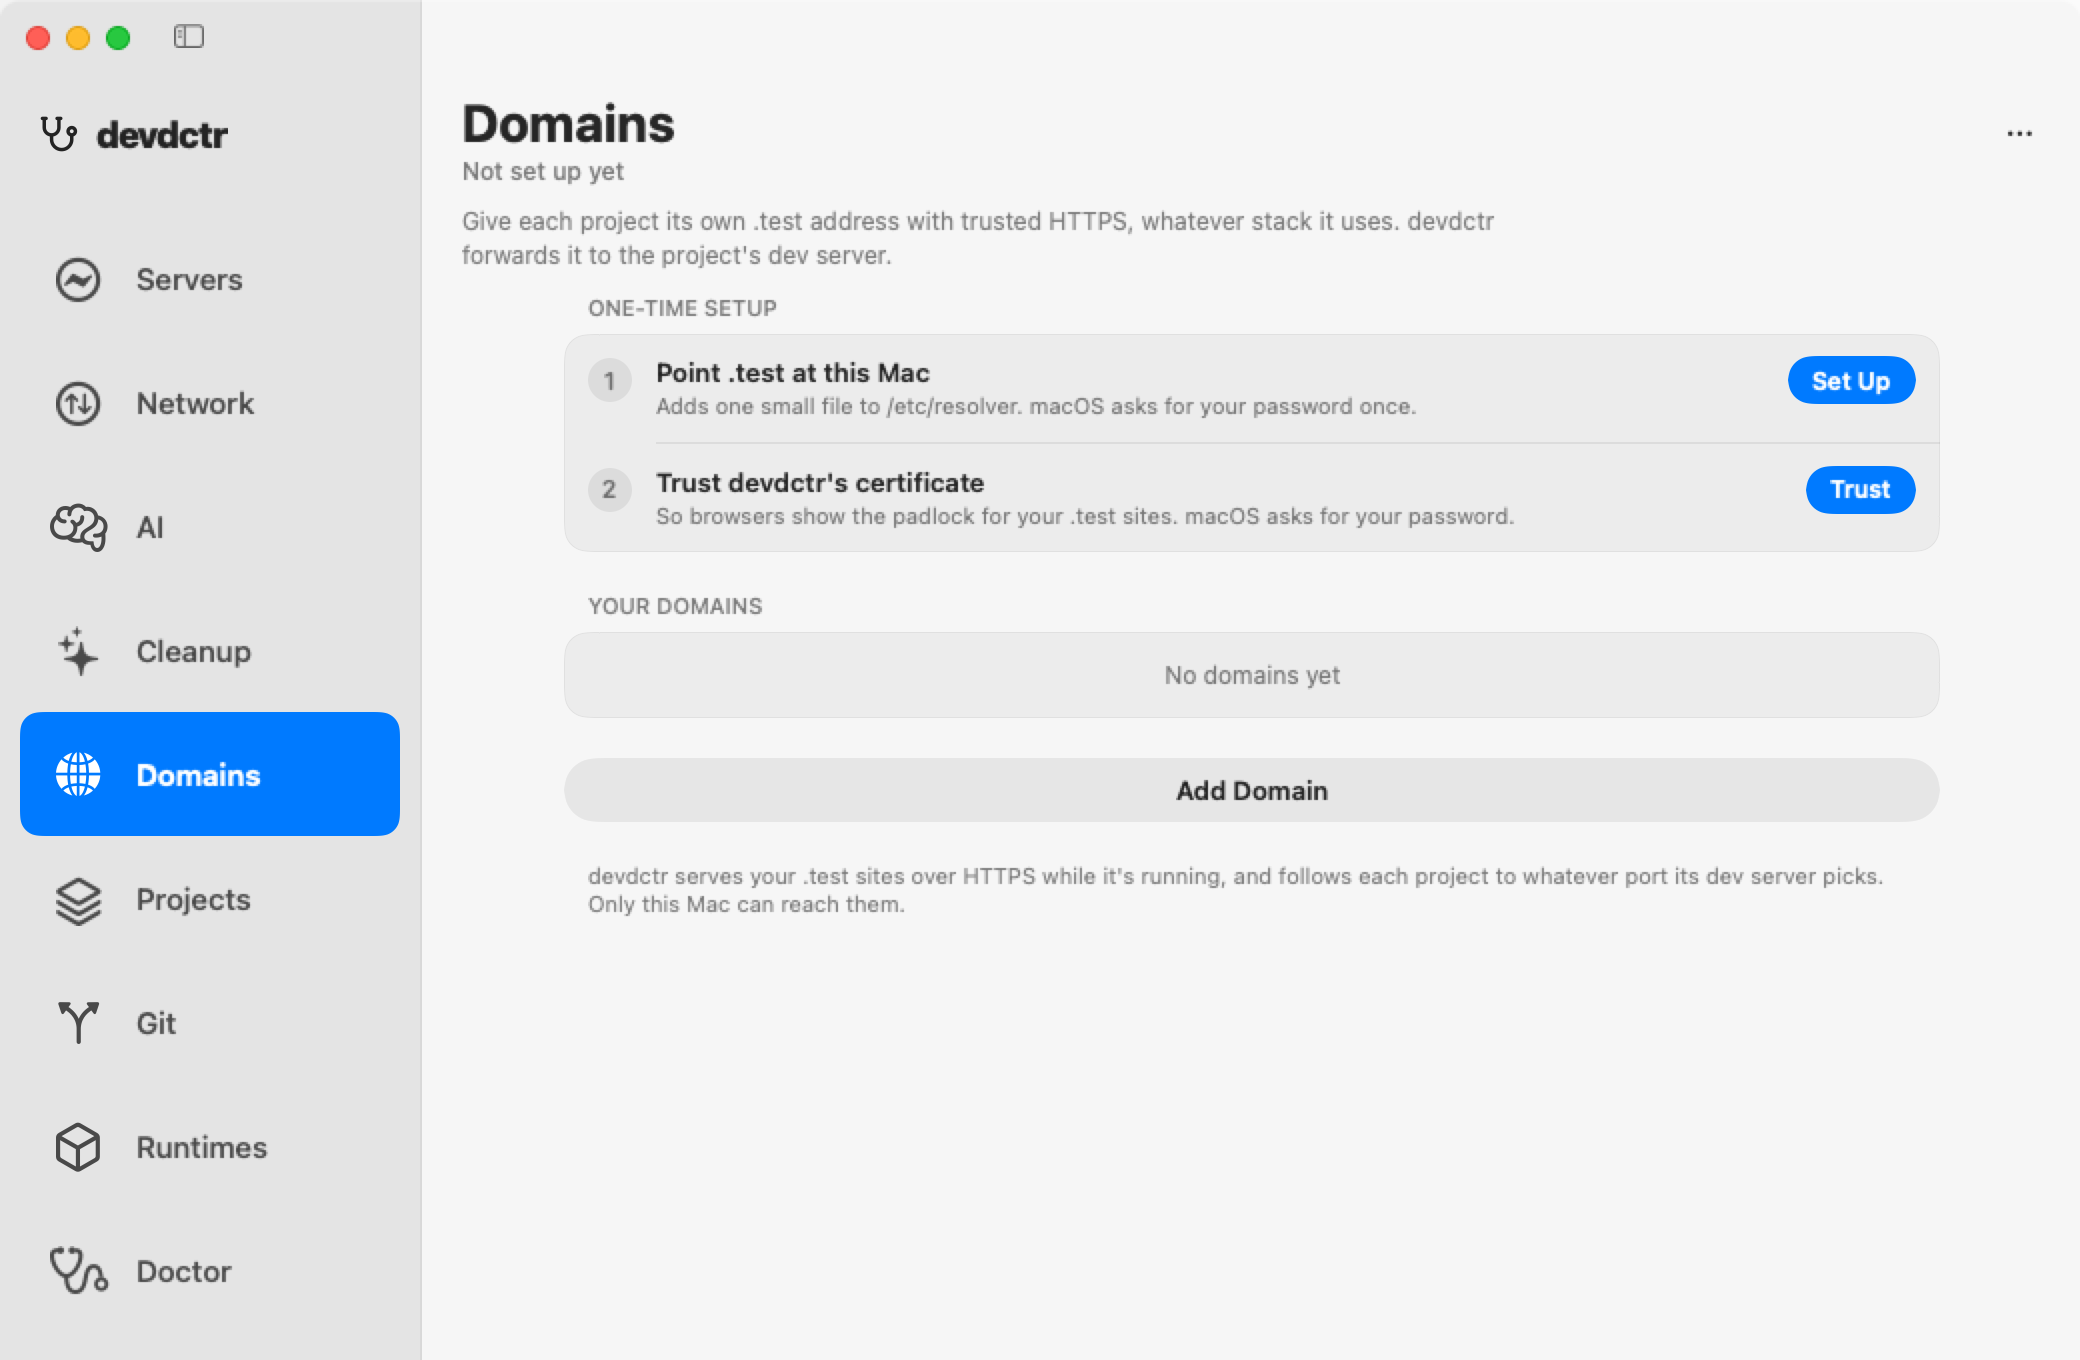 devdctr
Servers
Network
AI
Cleanup
Domains
Projects
Git
Runtimes
Doctor
Domains
Not set up yet
Give each project its own .test address with trusted HTTPS, whatever stack it uses. devdctr
forwards it to the project's dev server.
ONE-TIME SETUP
1
Point .test at this Mac
Set Up
Adds one small file to /etc/resolver. macOS asks for your password once.
2
Trust devdctr's certificate
Trust
So browsers show the padlock for your .test sites. macOS asks for your password.
YOUR DOMAINS
No domains yet
Add Domain
devdctr serves your .test sites over HTTPS while it's running, and follows each project to whatever port its dev server picks.
Only this Mac can reach them.